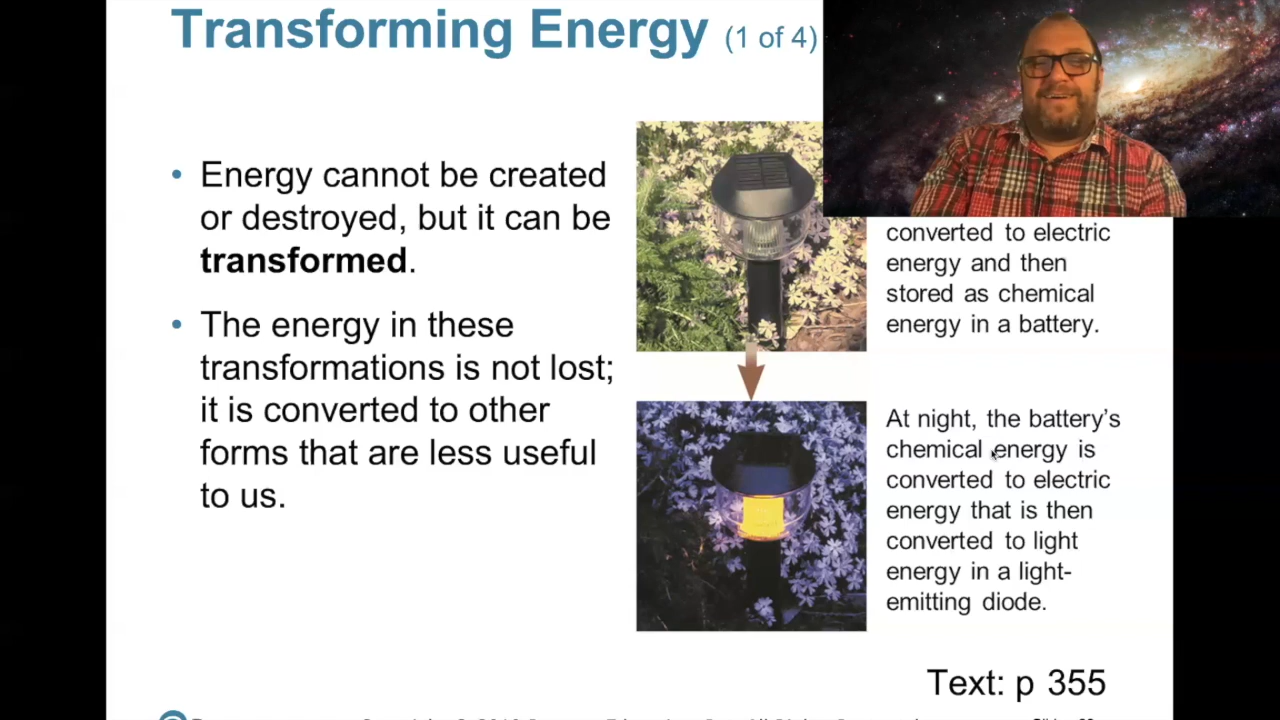 Transforming Energy (1 of 4)
• Energy cannot be created
or destroyed, but it can be
transformed.
• The energy in these
transformations is not lost;
it is converted to other
forms that are less useful
to us.
converted to electric
energy and then
stored as chemical
energy in a battery.
At night, the battery's
chemical energy is
converted to electric
energy that is then
converted to light
energy in a light-
emitting diode.
Text: p 355